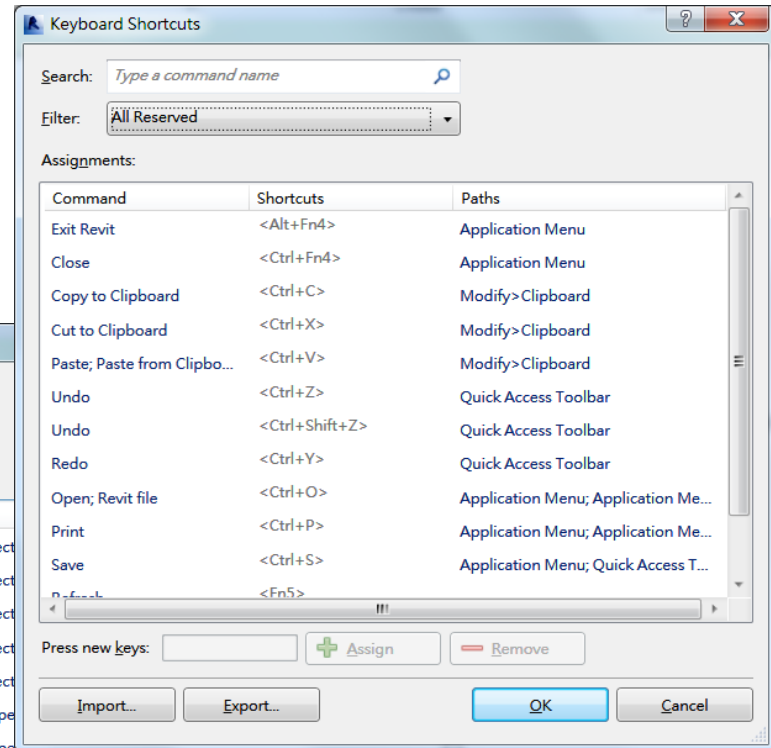 Keyboard Shortcuts
Search: Type a command name
Filter: All Reserved
Assignments:
Command Shortcuts Paths
Exit Revit <Alt+Fn4> Application Menu
Close <Ctrl+Fn4> Application Menu
Copy to Clipboard <Ctrl+C> Modify>Clipboard
Cut to Clipboard <Ctrl+X> Modify>Clipboard
Paste; Paste from Clipbo... <Ctrl+V> Modify>Clipboard
Undo <Ctrl+Z> Quick Access Toolbar
Undo <Ctrl+Shift+Z> Quick Access Toolbar
Redo <Ctrl+Y> Quick Access Toolbar
Open; Revit file <Ctrl+O> Application Menu; Application Me...
Print <Ctrl+P> Application Menu; Application Me...
Save <Ctrl+S> Application Menu; Quick Access T...
Refresh <Fn5>
Press new keys: Assign Remove
Import... Export... OK Cancel